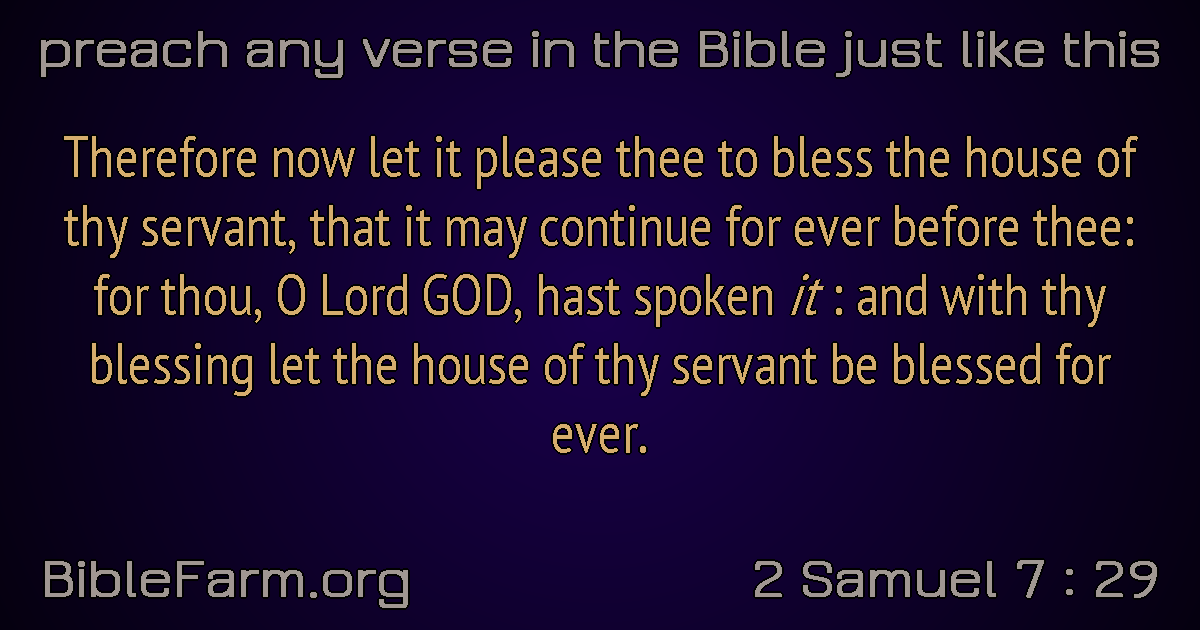 preach any verse in the Bible just like this
Therefore now let it please thee to bless the house of
thy servant, that it may continue for ever before thee:
for thou, O Lord GOD, hast spoken it : and with thy
blessing let the house of thy servant be blessed for
ever.
BibleFarm.org
2 Samuel 7 : 29